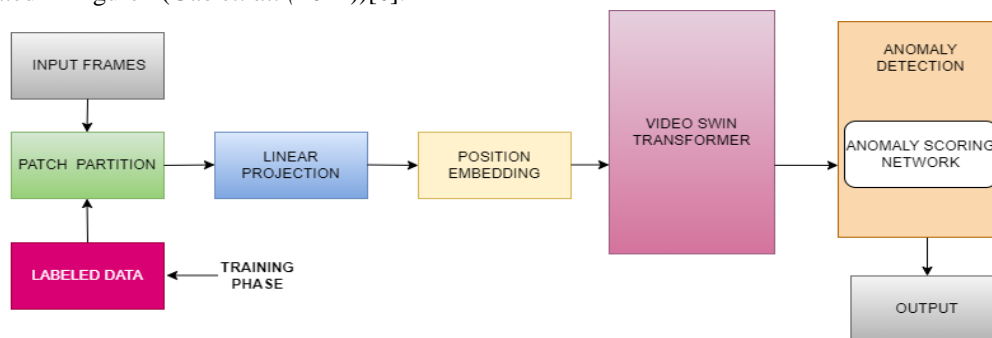 INPUT FRAMES
PATCH PARTITION
LINEAR
PROJECTION
POSITION
EMBEDDING
VIDEO SWIN
TRANSFORMER
ANOMALY
DETECTION
ANOMALY SCORING
NETWORK
LABELED DATA
TRAINING
PHASE
OUTPUT